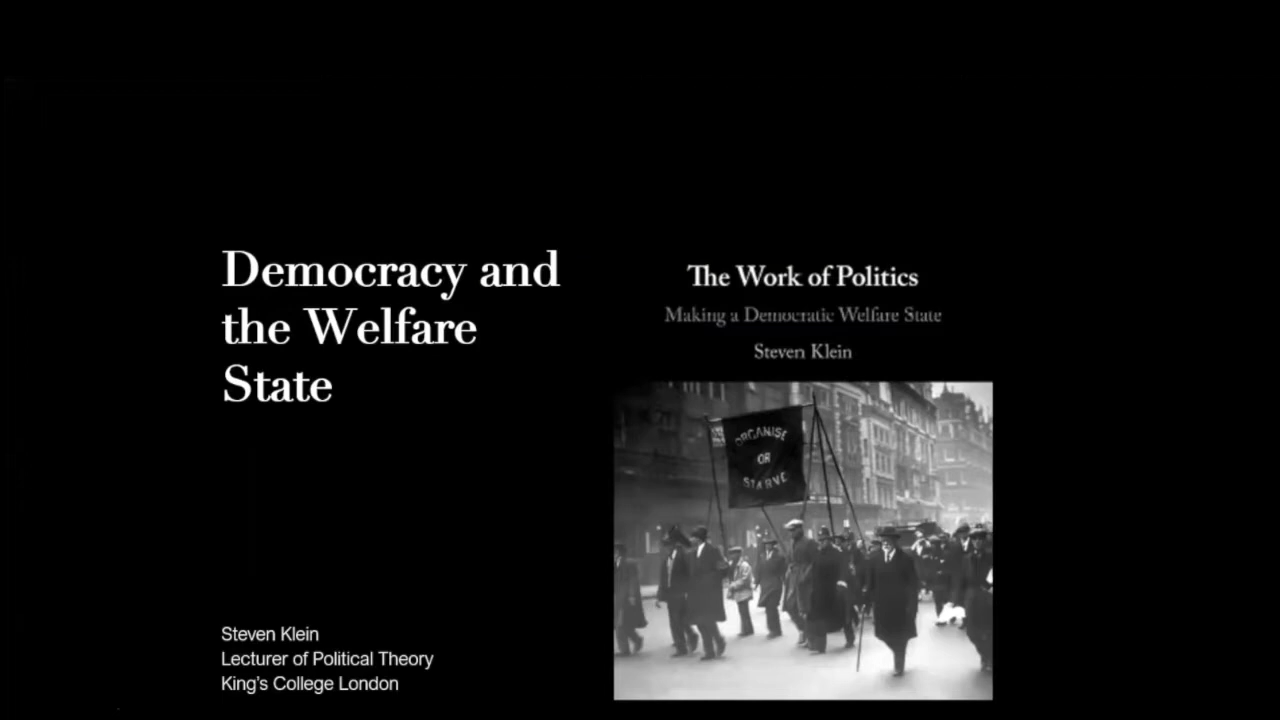 Democracy and
the Welfare
State
Steven Klein
Lecturer of Political Theory
King's College London
The Work of Politics
Making a Democratic Welfare State
Steven Klein
ORGANISE
OR
STARVE